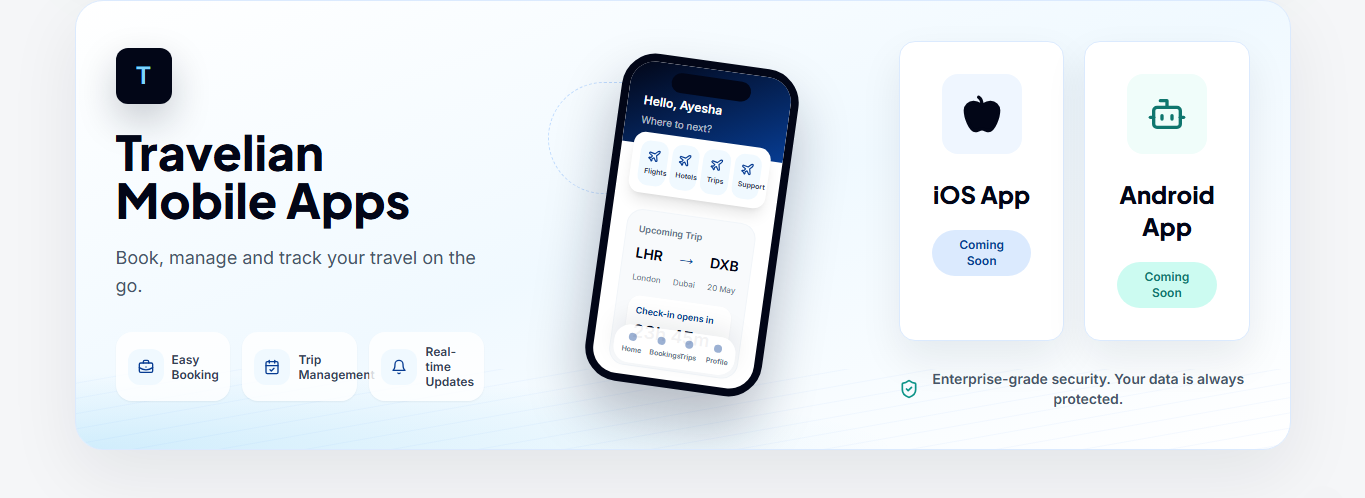 T
Travelian
Mobile Apps
Book, manage and track your travel on the
go.
Easy
Booking
Trip
Management
Real-
time
Updates
Hello, Ayesha
Where to next?
Flights
Hotels
Trips
Support
Upcoming Trip
LHR → DXB
London Dubai 20 May
Check-in opens in
23h 45m
Home
Bookings
Trips
Profile
iOS App
Coming
Soon
Android
App
Coming
Soon
Enterprise-grade security. Your data is always
protected.